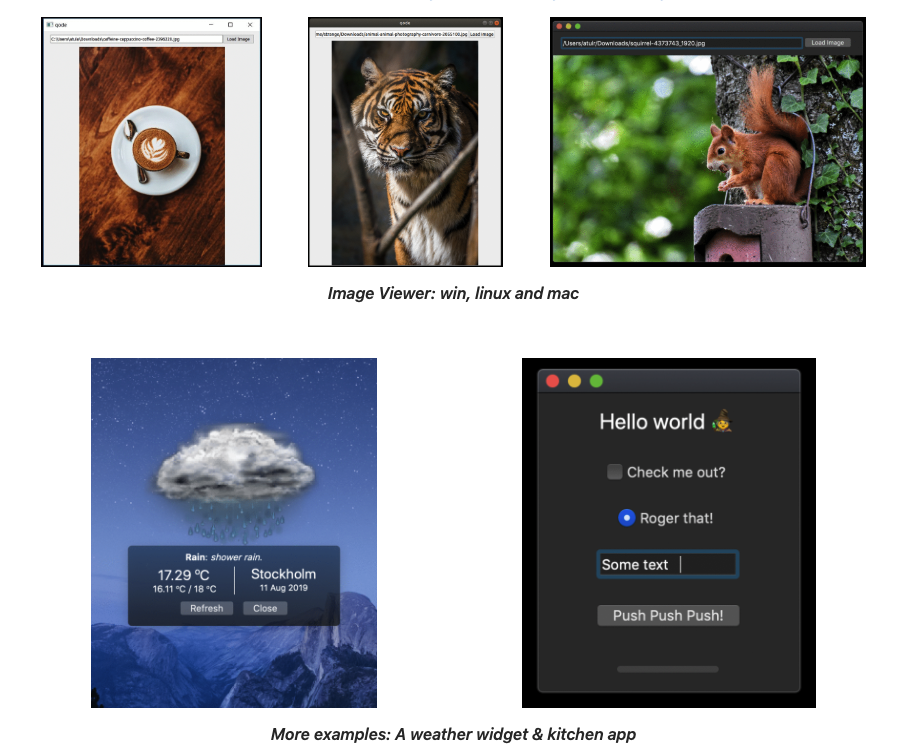 qode
qode
C:\Users\atulr\Downloads\caffeine-cappuccino-coffee-2396220.jpg Load Image
me/strange/Downloads/animal-animal-photography-carnivore-2055100.jpg Load Image
/Users/atulr/Downloads/squirrel-4373743_1920.jpg Load Image
Image Viewer: win, linux and mac
Rain: shower rain.
17.29 ºC
16.11 ºC / 18 ºC
Stockholm
11 Aug 2019
Refresh Close
Hello world 🧙‍♀️
Check me out?
Roger that!
Some text
Push Push Push!
More examples: A weather widget & kitchen app